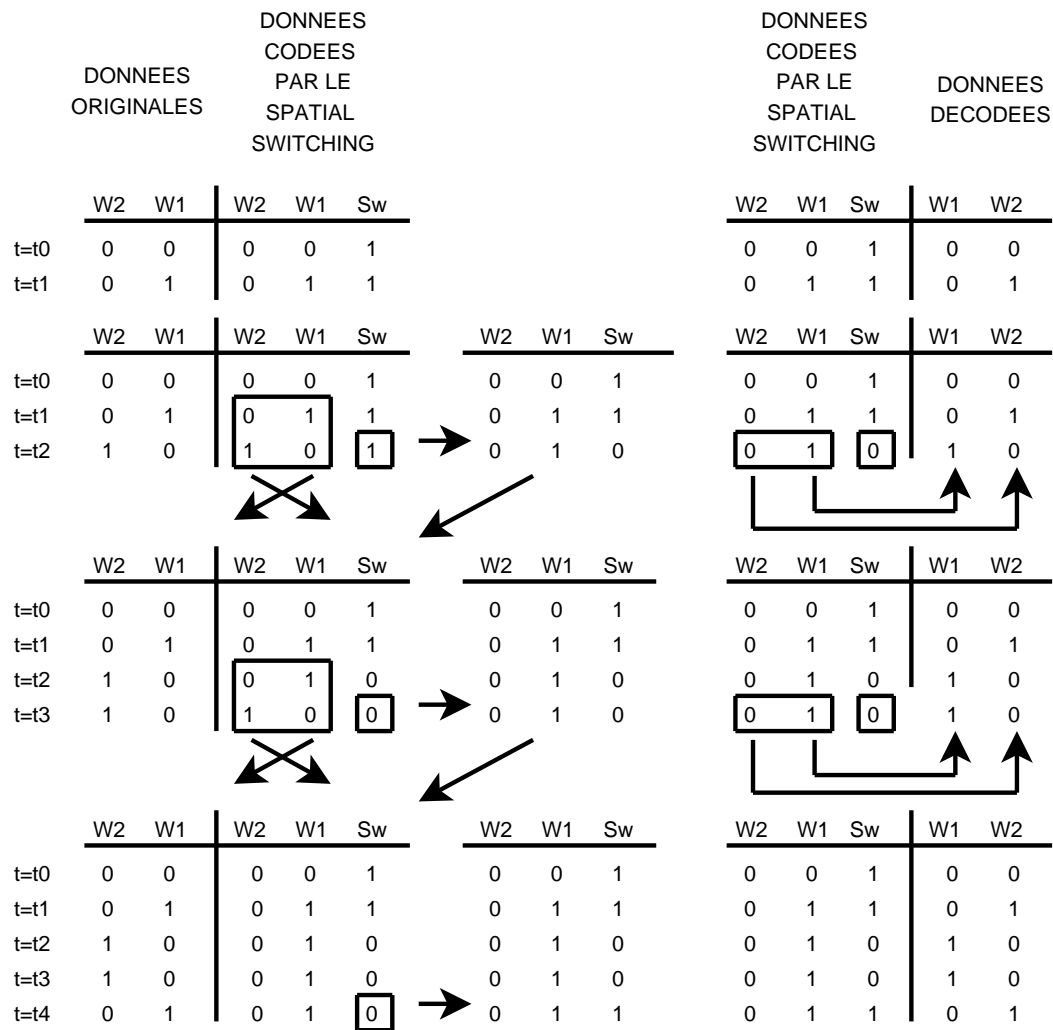 DONNEES
ORIGINALES
DONNEES
CODEES
PAR LE
SPATIAL
SWITCHING
DONNEES
CODEES
PAR LE
SPATIAL
SWITCHING
DONNEES
DECODEES
W2 W1 W2 W1 Sw W2 W1 Sw W1 W2
t=t0 0 0 0 0 1 0 0 1 0 0
t=t1 0 1 0 1 1 0 1 1 0 1
W2 W1 W2 W1 Sw W2 W1 Sw W2 W1 Sw W1 W2
t=t0 0 0 0 0 1 0 0 1 0 0 1 0 0
t=t1 0 1 0 1 1 0 1 1 0 1 1 0 1
t=t2 1 0 1 0 1 0 1 0 0 1 0 1 0
W2 W1 W2 W1 Sw W2 W1 Sw W2 W1 Sw W1 W2
t=t0 0 0 0 0 1 0 0 1 0 0 1 0 0
t=t1 0 1 0 1 1 0 1 1 0 1 1 0 1
t=t2 1 0 0 1 0 0 1 0 0 1 0 1 0
t=t3 1 0 1 0 0 0 1 0 0 1 0 1 0
W2 W1 W2 W1 Sw W2 W1 Sw W2 W1 Sw W1 W2
t=t0 0 0 0 0 1 0 0 1 0 0 1 0 0
t=t1 0 1 0 1 1 0 1 1 0 1 1 0 1
t=t2 1 0 0 1 0 0 1 0 0 1 0 1 0
t=t3 1 0 0 1 0 0 1 0 0 1 0 1 0
t=t4 0 1 0 1 0 0 1 1 0 1 1 0 1